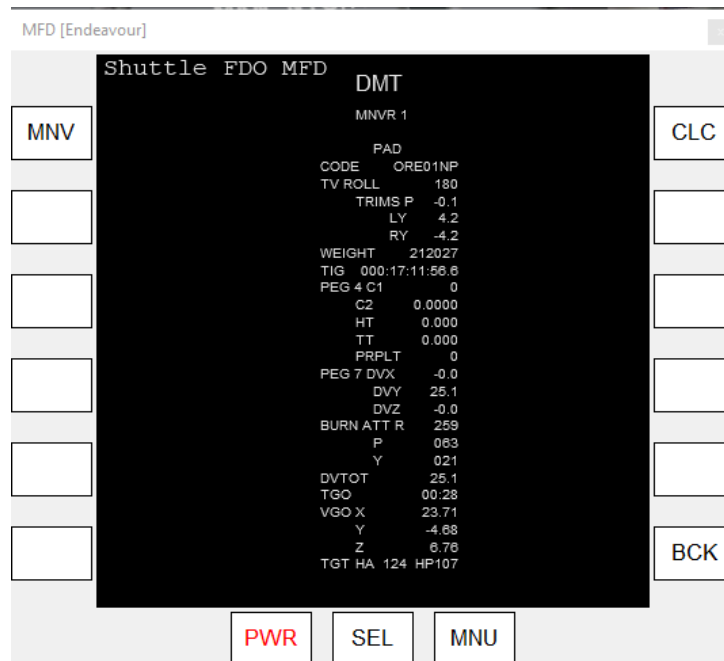 MFD [Endeavour]
Shuttle FDO MFD
DMT
MNVR 1
MNV
CLC
PAD
CODE ORE01NP
TV ROLL 180
TRIMS P -0.1
LY 4.2
RY -4.2
WEIGHT 212027
TIG 000:17:11:56.6
PEG 4 C1 0
C2 0.0000
HT 0.000
TT 0.000
PRPLT 0
PEG 7 DVX -0.0
DVY 25.1
DVZ -0.0
BURN ATT R 259
P 063
Y 021
DVTOT 25.1
TGO 00:28
VGO X 23.71
Y -4.68
Z 6.76
TGT HA 124 HP107
BCK
PWR SEL MNU